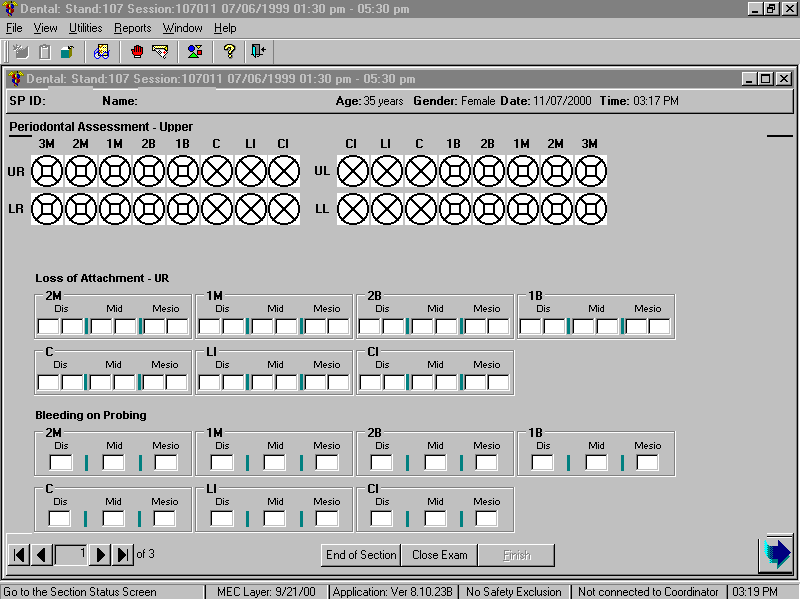 Dental: Stand:107 Session:107011 07/06/1999 01:30 pm - 05:30 pm
File View Utilities Reports Window Help
Dental: Stand:107 Session:107011 07/06/1999 01:30 pm - 05:30 pm
SP ID: Name: Age: 35 years Gender: Female Date: 11/07/2000 Time: 03:17 PM
Periodontal Assessment - Upper
3M 2M 1M 2B 1B C LI CI CI LI C 1B 2B 1M 2M 3M
UR UL
LR LL
Loss of Attachment - UR
2M 1M 2B 1B
Dis Mid Mesio Dis Mid Mesio Dis Mid Mesio Dis Mid Mesio
C LI CI
Dis Mid Mesio Dis Mid Mesio Dis Mid Mesio
Bleeding on Probing
2M 1M 2B 1B
Dis Mid Mesio Dis Mid Mesio Dis Mid Mesio Dis Mid Mesio
C LI CI
Dis Mid Mesio Dis Mid Mesio Dis Mid Mesio
1 of 3 End of Section Close Exam Finish
Go to the Section Status Screen MEC Layer: 9/21/00 Application: Ver 8.10.23B No Safety Exclusion Not connected to Coordinator 03:19 PM